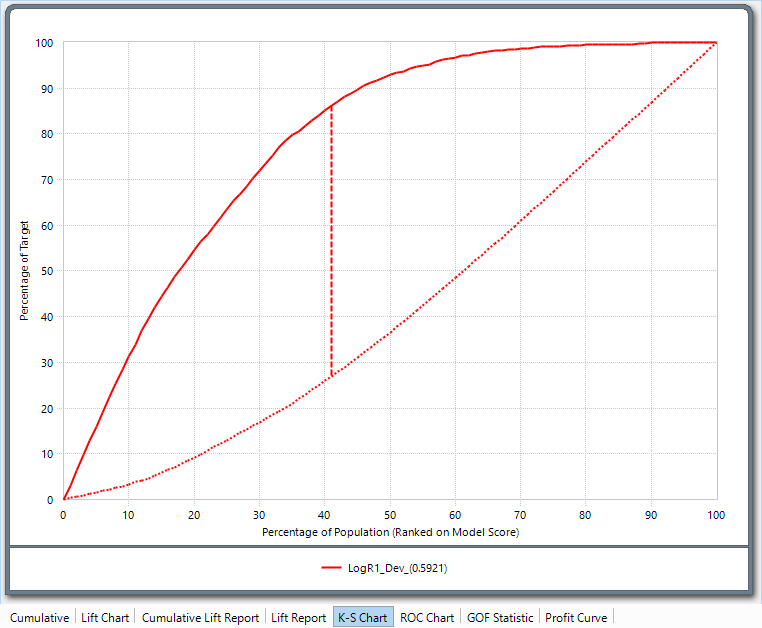 Percentage of Target
100
90
80
70
60
50
40
30
20
10
0
0 10 20 30 40 50 60 70 80 90 100
Percentage of Population (Ranked on Model Score)
LogR1_Dev_(0.5921)
Cumulative Lift Chart Cumulative Lift Report Lift Report K-S Chart ROC Chart GOF Statistic Profit Curve